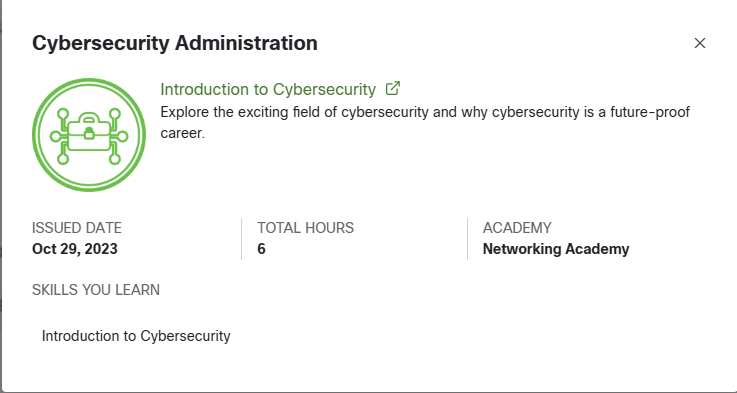 Cybersecurity Administration
Introduction to Cybersecurity
Explore the exciting field of cybersecurity and why cybersecurity is a future-proof
career.
ISSUED DATE
Oct 29, 2023
TOTAL HOURS
6
ACADEMY
Networking Academy
SKILLS YOU LEARN
Introduction to Cybersecurity